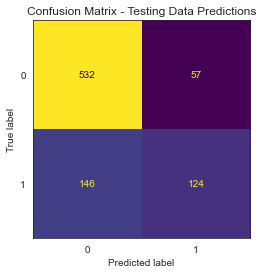 Confusion Matrix - Testing Data Predictions
0 532 57
True label
1 146 124
0 1
Predicted label